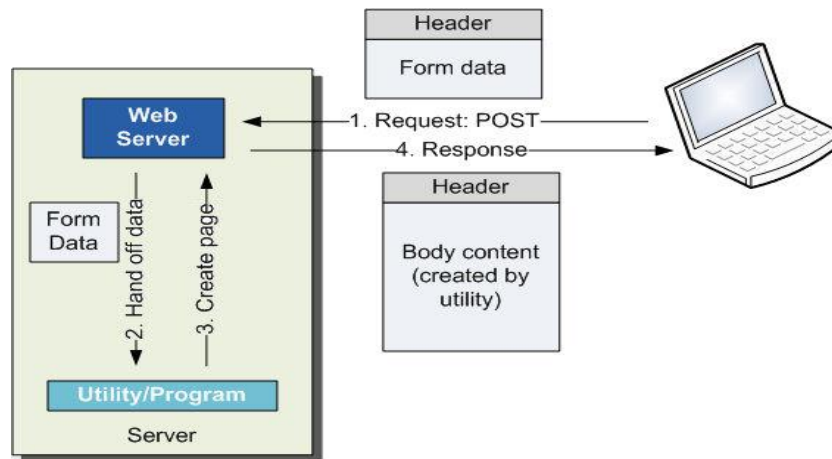 Header
Form data
Web
Server
1. Request: POST
4. Response
Header
Body content
(created by
utility)
Form
Data
2. Hand off data
3. Create page
Utility/Program
Server